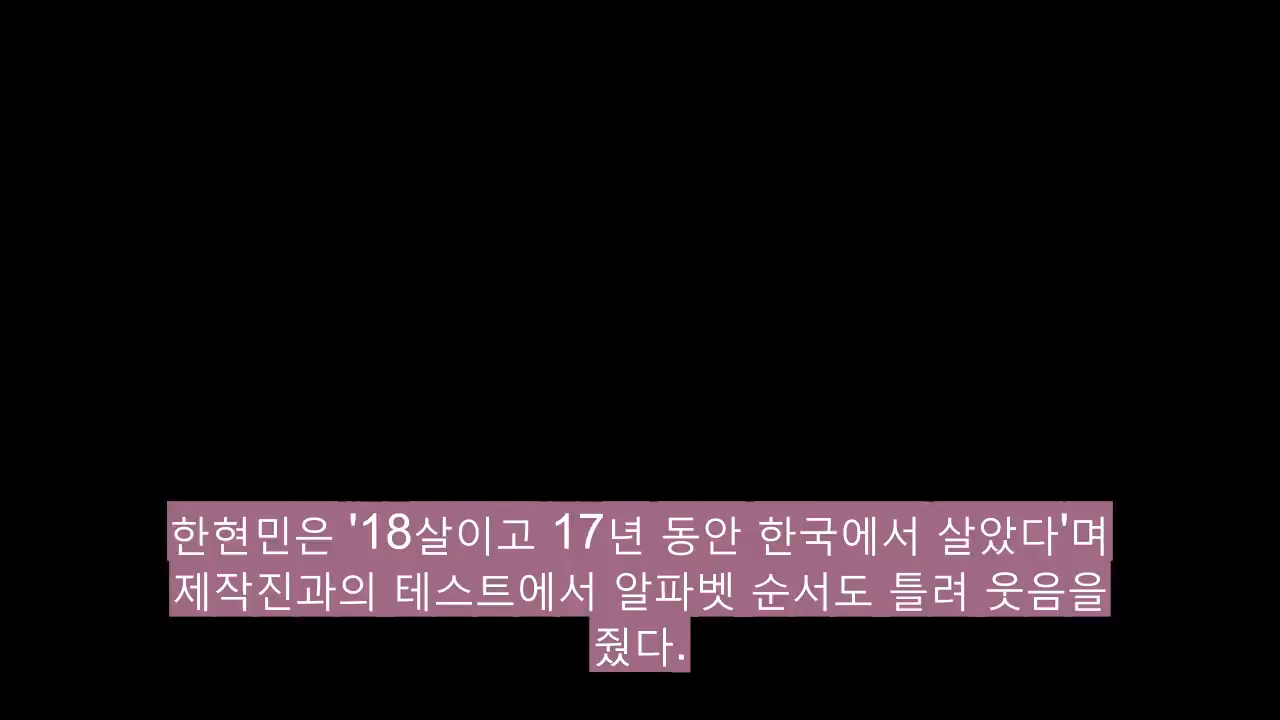 한현민은 '18살이고 17년 동안 한국에서 살았다'며
제작진과의 테스트에서 알파벳 순서도 틀려 웃음을
줬다.